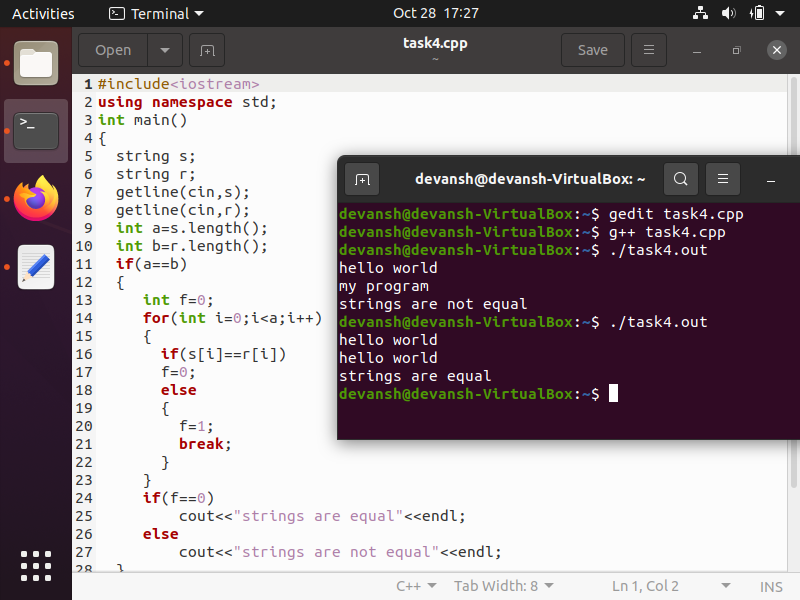 Activities Terminal Oct 28 17:27
Open task4.cpp Save
~
1 #include<iostream>
2 using namespace std;
3 int main()
4 {
5 string s;
6 string r;
7 getline(cin,s);
8 getline(cin,r);
9 int a=s.length();
10 int b=r.length();
11 if(a==b)
12 {
13 int f=0;
14 for(int i=0;i<a;i++)
15 {
16 if(s[i]==r[i])
17 f=0;
18 else
19 {
20 f=1;
21 break;
22 }
23 }
24 if(f==0)
25 cout<<"strings are equal"<<endl;
26 else
27 cout<<"strings are not equal"<<endl;
28 }
devansh@devansh-VirtualBox: ~
devansh@devansh-VirtualBox:~$ gedit task4.cpp
devansh@devansh-VirtualBox:~$ g++ task4.cpp
devansh@devansh-VirtualBox:~$ ./task4.out
hello world
my program
strings are not equal
devansh@devansh-VirtualBox:~$ ./task4.out
hello world
hello world
strings are equal
devansh@devansh-VirtualBox:~$
C++ Tab Width: 8 Ln 1, Col 2 INS